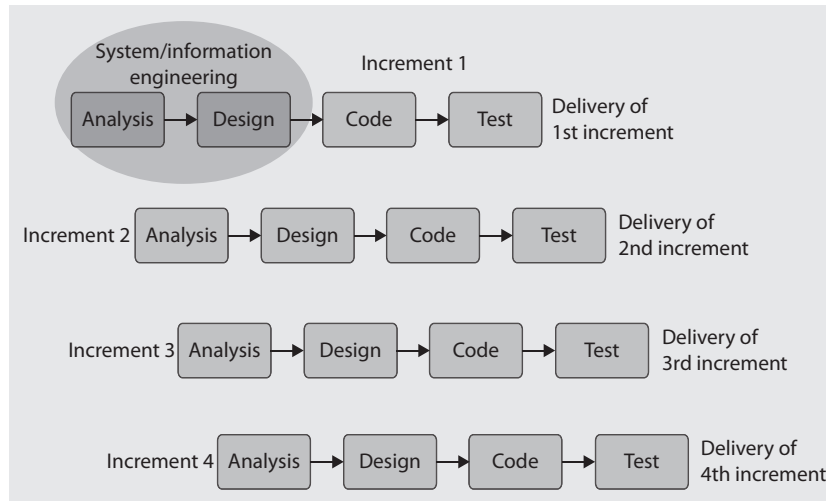 System/information
engineering
Increment 1
Analysis
Design
Code
Test
Delivery of
1st increment
Increment 2
Analysis
Design
Code
Test
Delivery of
2nd increment
Increment 3
Analysis
Design
Code
Test
Delivery of
3rd increment
Increment 4
Analysis
Design
Code
Test
Delivery of
4th increment